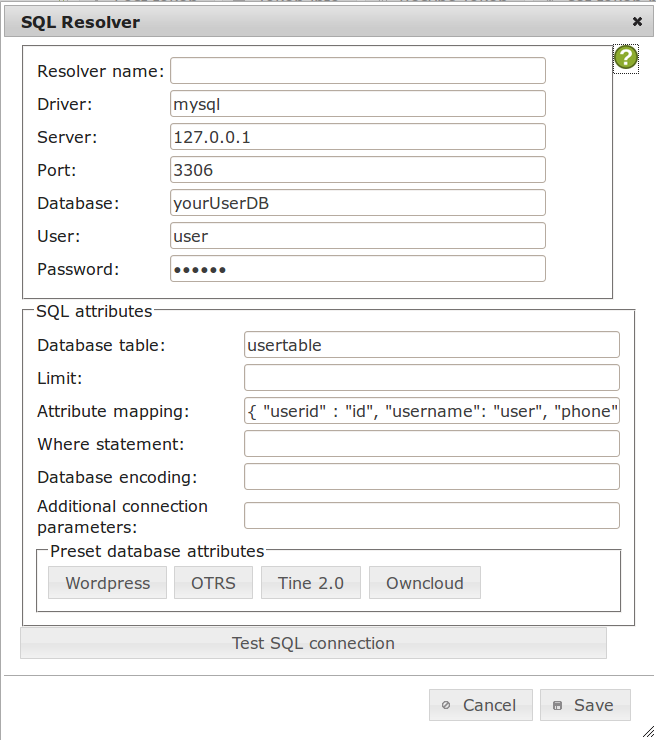 SQL Resolver
Resolver name:
Driver: mysql
Server: 127.0.0.1
Port: 3306
Database: yourUserDB
User: user
Password: ••••••
SQL attributes
Database table: usertable
Limit:
Attribute mapping: { "userid" : "id", "username": "user", "phone"
Where statement:
Database encoding:
Additional connection
parameters:
Preset database attributes
Wordpress OTRS Tine 2.0 Owncloud
Test SQL connection
Cancel Save